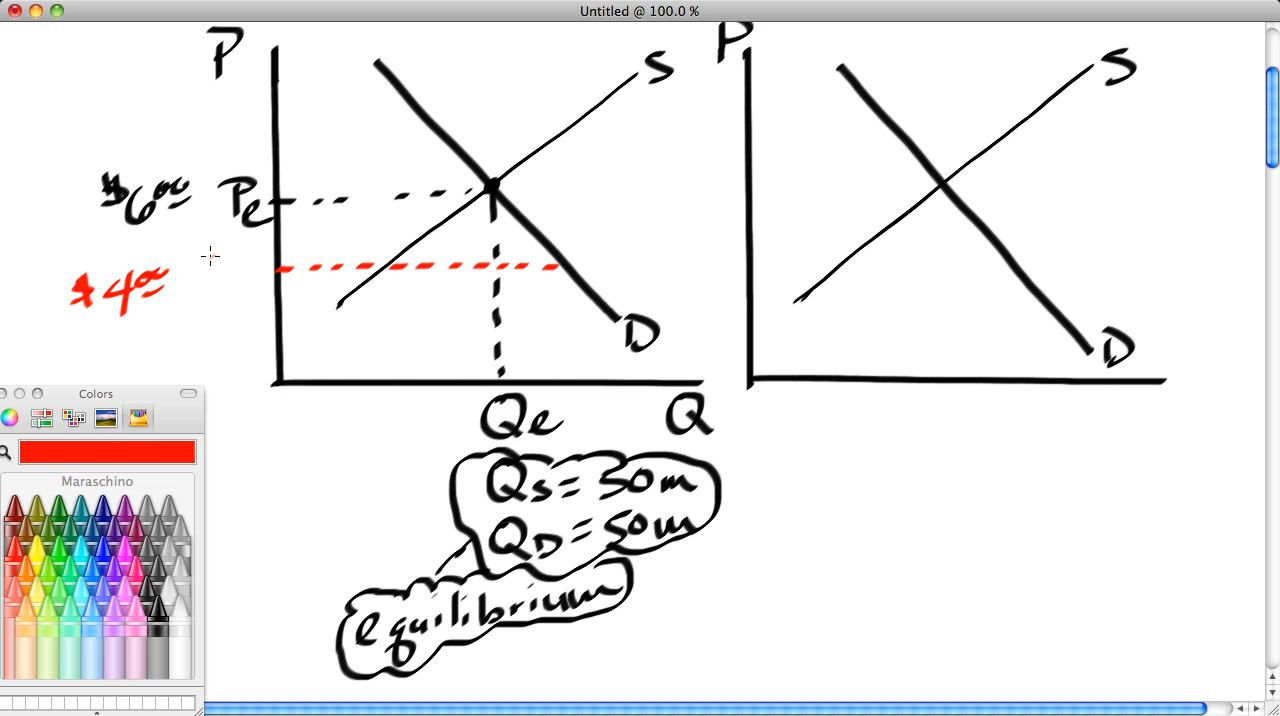 Untitled @ 100.0 %
P
S
$6.00 Pe
$4.00
D
Qe Q
QS = 50m
QD = 50m
equilibrium
P
S
D
Colors
Maraschino